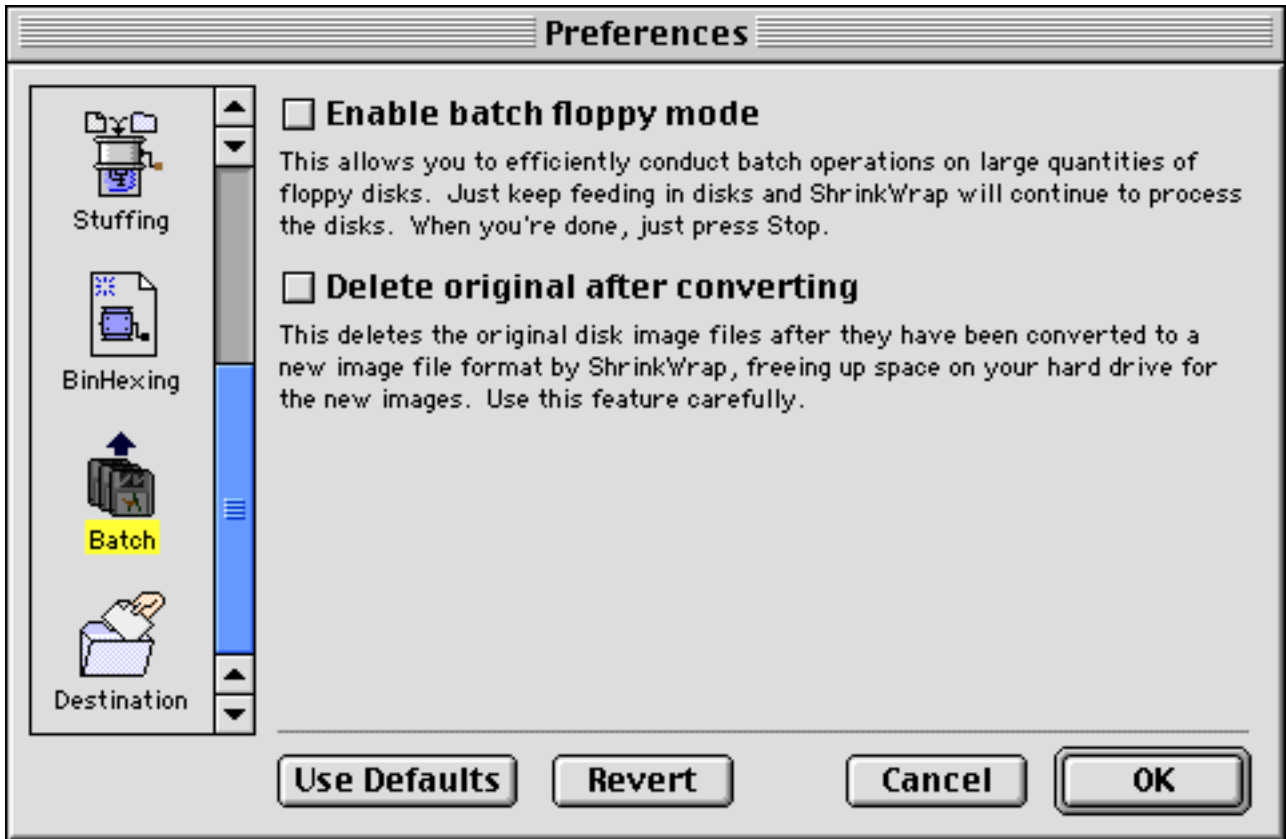 Preferences
Stuffing
BinHexing
Batch
Destination
Enable batch floppy mode
This allows you to efficiently conduct batch operations on large quantities of
floppy disks.  Just keep feeding in disks and ShrinkWrap will continue to process
the disks.  When you're done, just press Stop.
Delete original after converting
This deletes the original disk image files after they have been converted to a
new image file format by ShrinkWrap, freeing up space on your hard drive for
the new images.  Use this feature carefully.
Use Defaults
Revert
Cancel
OK